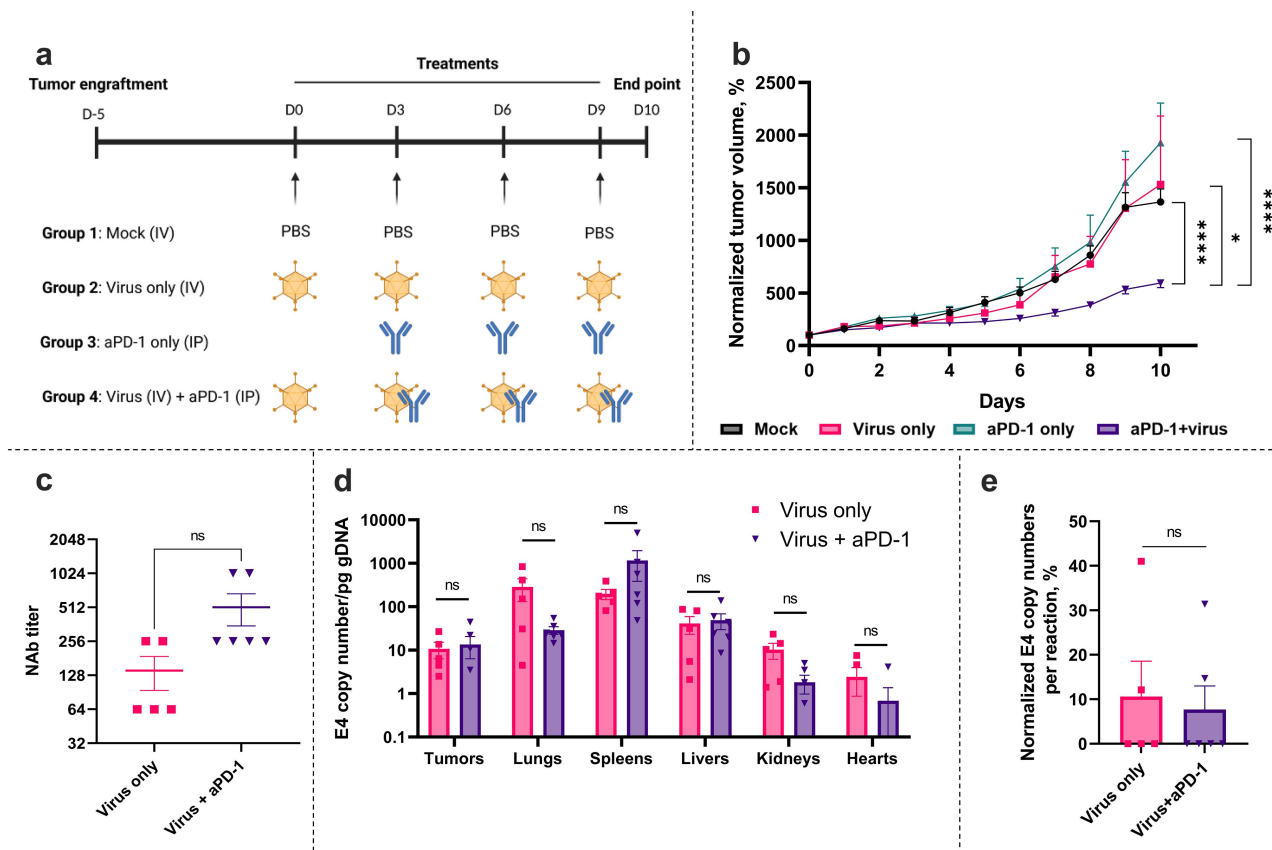 a
Treatments
Tumor engraftment
End point
D-5
D0
D3
D6
D9
D10
Group 1: Mock (IV)
PBS
PBS
PBS
PBS
Group 2: Virus only (IV)
Group 3: aPD-1 only (IP)
Group 4: Virus (IV) + aPD-1 (IP)
b
Normalized tumor volume, %
2500
2000
1500
1000
500
0
0
2
4
6
8
10
Days
****
*
****
Mock
Virus only
aPD-1 only
aPD-1+virus
c
NAb titer
2048
1024
512
256
128
64
32
ns
Virus only
Virus + aPD-1
d
E4 copy number/pg gDNA
10000
1000
100
10
1
0.1
ns
ns
ns
ns
ns
ns
Virus only
Virus + aPD-1
Tumors
Lungs
Spleens
Livers
Kidneys
Hearts
e
Normalized E4 copy numbers
per reaction, %
50
40
30
20
10
0
ns
Virus only
Virus+aPD-1